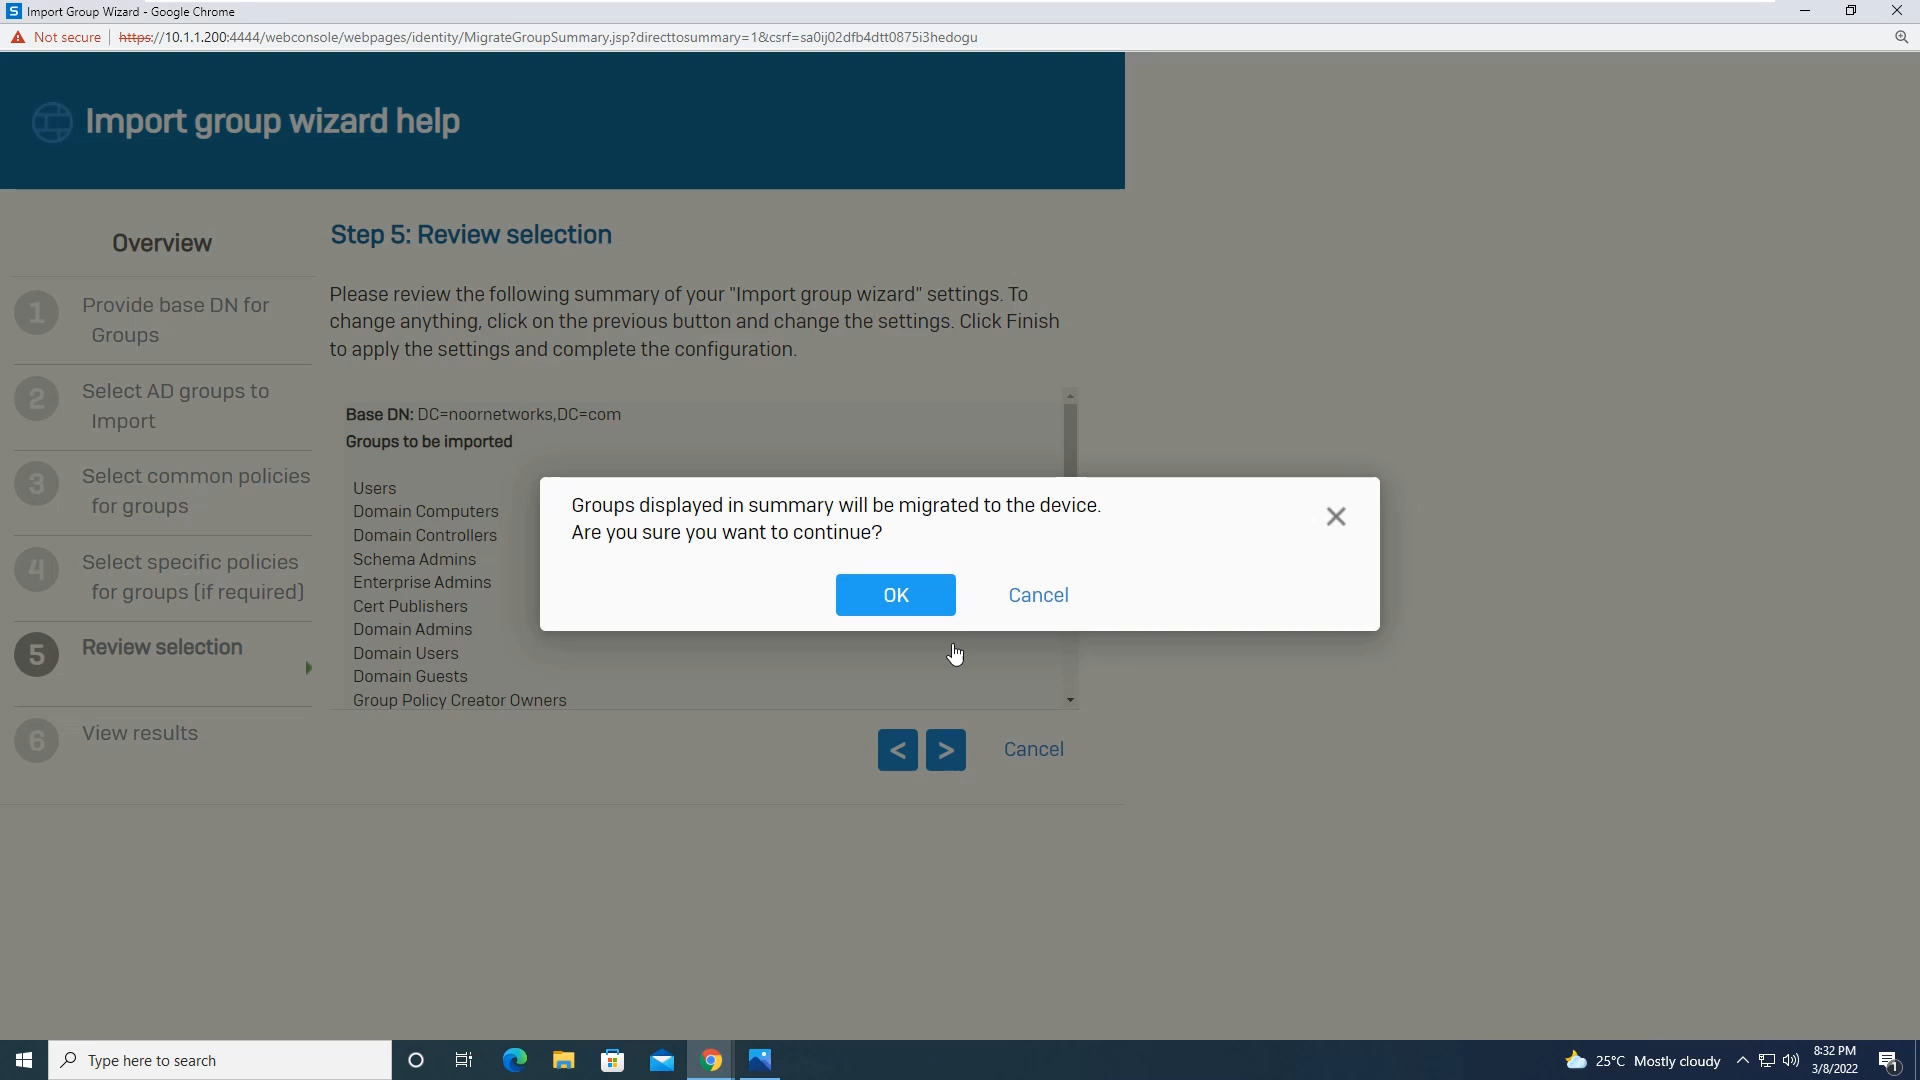 S Import Group Wizard - Google Chrome
Not secure | https://10.1.1.200:4444/webconsole/webpages/identity/MigrateGroupSummary.jsp?directtosummary=1&csrf=sa0ij02dfb4dtt0875i3hedogu
Import group wizard help
Overview
1 Provide base DN for
Groups
2 Select AD groups to
Import
3 Select common policies
for groups
4 Select specific policies
for groups (if required)
5 Review selection
6 View results
Step 5: Review selection
Please review the following summary of your "Import group wizard" settings. To
change anything, click on the previous button and change the settings. Click Finish
to apply the settings and complete the configuration.
Base DN: DC=noornetworks,DC=com
Groups to be imported
Users
Domain Computers
Domain Controllers
Schema Admins
Enterprise Admins
Cert Publishers
Domain Admins
Domain Users
Domain Guests
Group Policy Creator Owners
Groups displayed in summary will be migrated to the device.
Are you sure you want to continue?
OK Cancel
< > Cancel
Type here to search
25°C Mostly cloudy
8:32 PM
3/8/2022
1